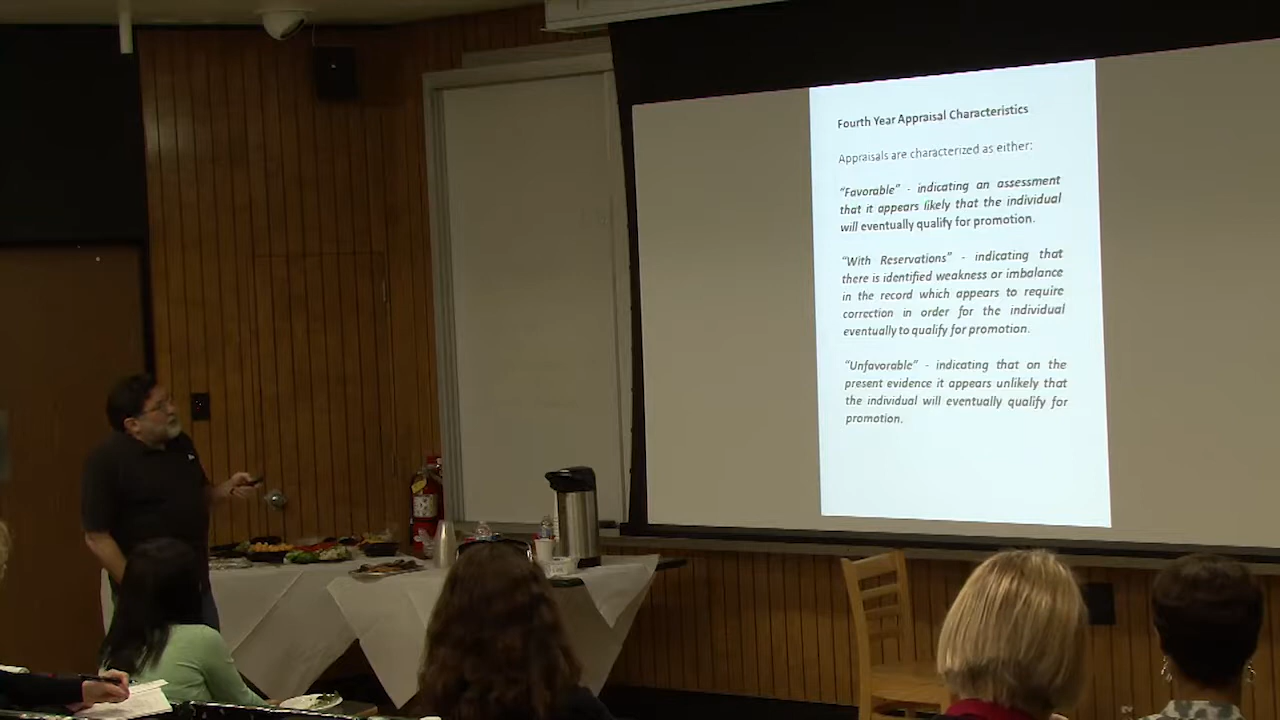 Fourth Year Appraisal Characteristics
Appraisals are characterized as either:
“Favorable” - indicating an assessment
that it appears likely that the individual
will eventually qualify for promotion.
“With Reservations” - indicating that
there is identified weakness or imbalance
in the record which appears to require
correction in order for the individual
eventually to qualify for promotion.
“Unfavorable” - indicating that on the
present evidence it appears unlikely that
the individual will eventually qualify for
promotion.